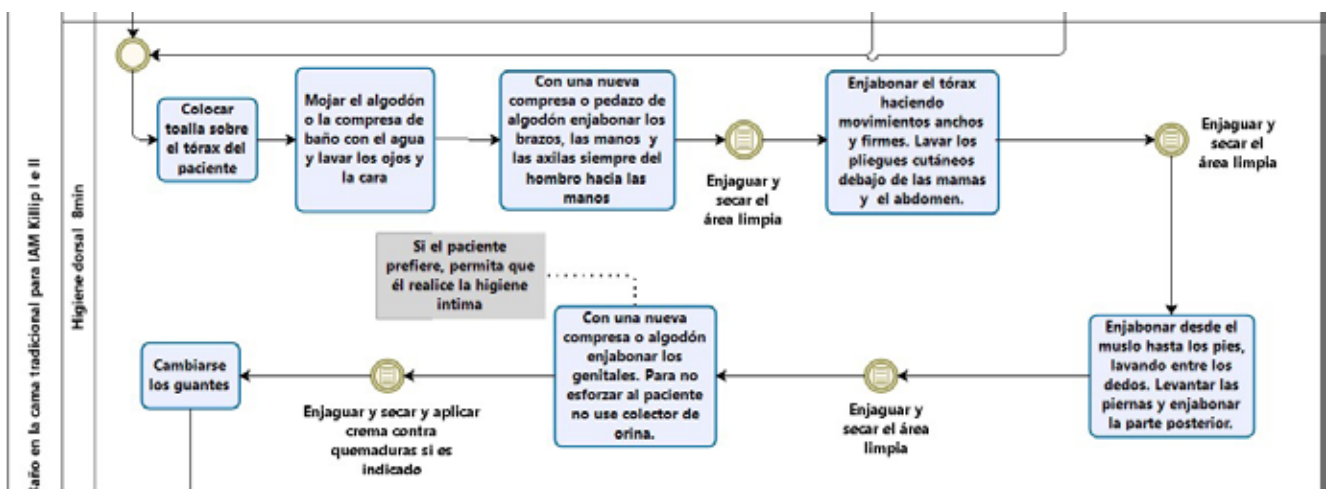 Baño en la cama tradicional para IAM Killip I e II
Higiene dorsal 8min
Colocar
toalla sobre
el tórax del
paciente
Mojar el algodón
o la compresa de
baño con el agua
y lavar los ojos y
la cara
Con una nueva
compresa o pedazo de
algodón enjabonar los
brazos, las manos y
las axilas siempre del
hombro hacia las
manos
Enjaguar y
secar el
área limpia
Enjabonar el tórax
haciendo
movimientos anchos
y firmes. Lavar los
pliegues cutáneos
debajo de las mamas
y el abdomen.
Enjaguar y
secar el
área limpia
Enjabonar desde el
muslo hasta los pies,
lavando entre los
dedos. Levantar las
piernas y enjabonar
la parte posterior.
Enjaguar y
secar el área
limpia
Si el paciente
prefiere, permita que
él realice la higiene
intima
Con una nueva
compresa o algodón
enjabonar los
genitales. Para no
esforzar al paciente
no use colector de
orina.
Enjaguar y secar y aplicar
crema contra
quemaduras si es
indicado
Cambiarse
los guantes